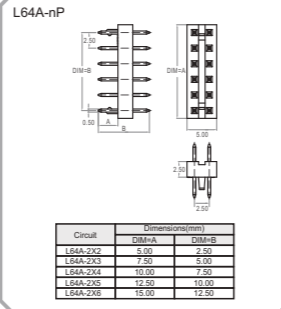 L64A-nP
2.50
DIM=B
DIM=A
0.50
A
B
5.00
2.50
2.50
Circuit Dimensions(mm)
DIM=A DIM=B
L64A-2X2 5.00 2.50
L64A-2X3 7.50 5.00
L64A-2X4 10.00 7.50
L64A-2X5 12.50 10.00
L64A-2X6 15.00 12.50